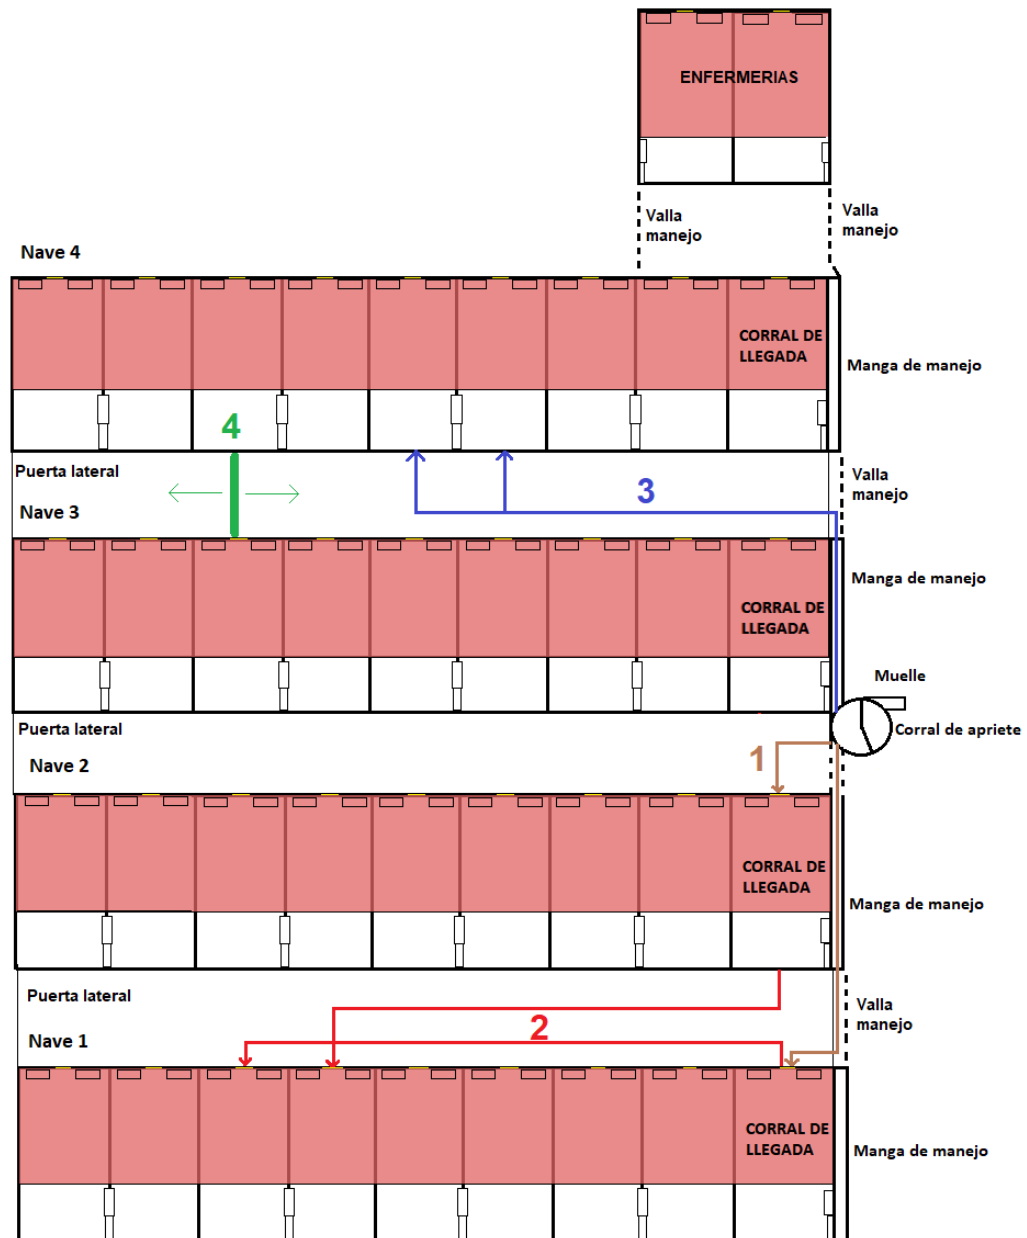 ENFERMERIAS
Valla
manejo
Valla
manejo
Nave 4
CORRAL DE
LLEGADA
Manga de manejo
4
Puerta lateral
3
Valla
manejo
Nave 3
Manga de manejo
CORRAL DE
LLEGADA
Muelle
Puerta lateral
Corral de apriete
1
Nave 2
CORRAL DE
LLEGADA
Manga de manejo
Puerta lateral
Valla
manejo
2
Nave 1
CORRAL DE
LLEGADA
Manga de manejo